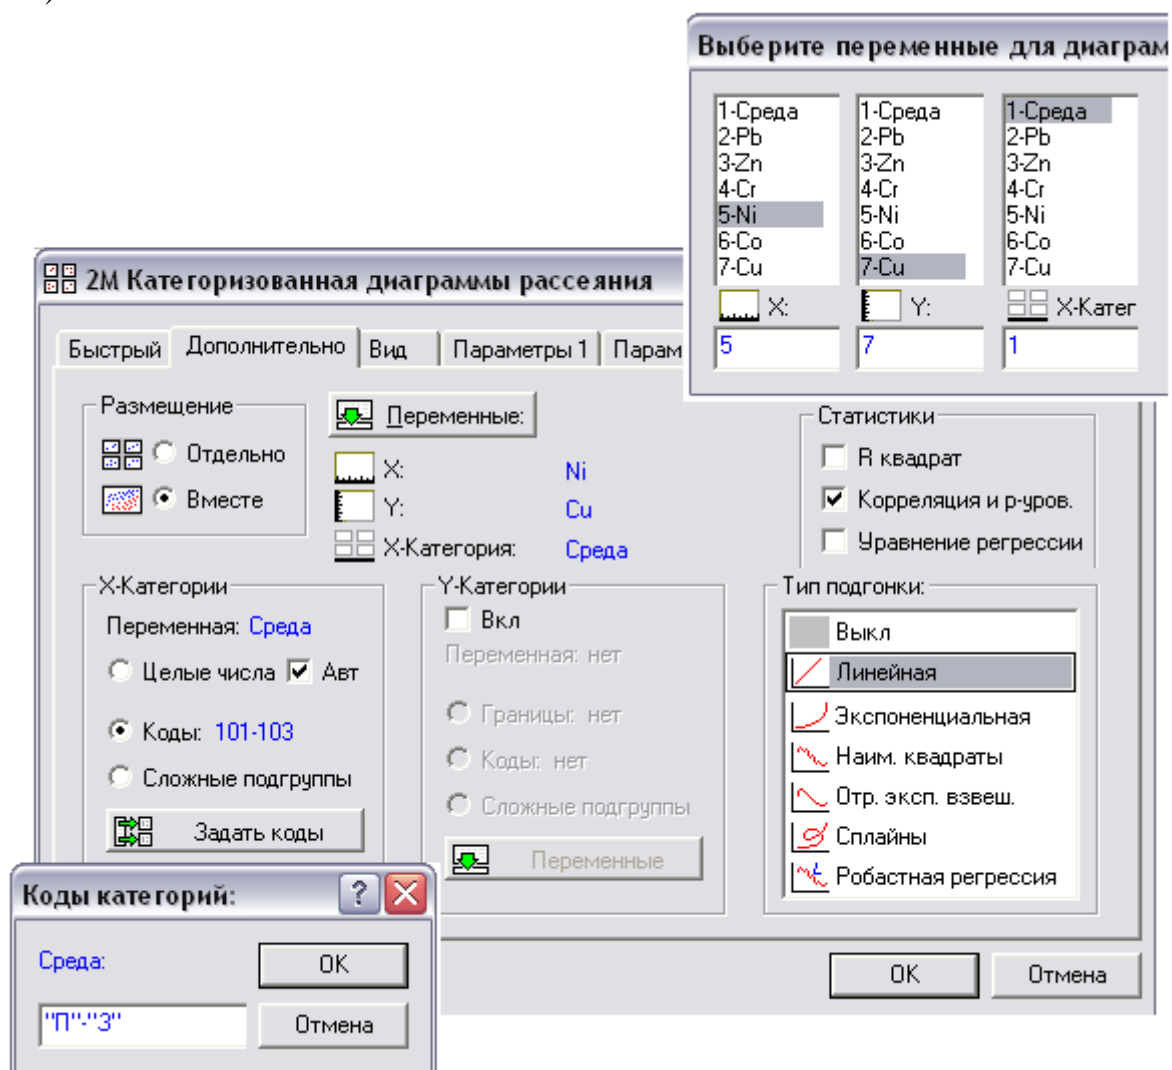 )
Выберите переменные для диаграм
1-Среда 1-Среда 1-Среда
2-Pb 2-Pb 2-Pb
3-Zn 3-Zn 3-Zn
4-Cr 4-Cr 4-Cr
5-Ni 5-Ni 5-Ni
6-Co 6-Co 6-Co
7-Cu 7-Cu 7-Cu
X: Y: X-Катег
5 7 1
2М Категоризованная диаграммы рассеяния
Быстрый Дополнительно Вид Параметры 1 Парам
Размещение
Отдельно
Вместе
Переменные:
X: Ni
Y: Cu
X-Категория: Среда
Статистики
R квадрат
Корреляция и p-уров.
Уравнение регрессии
X-Категории
Переменная: Среда
Целые числа Авт
Коды: 101-103
Сложные подгруппы
Задать коды
Y-Категории
Вкл
Переменная: нет
Границы: нет
Коды: нет
Сложные подгруппы
Переменные
Тип подгонки:
Выкл
Линейная
Экспоненциальная
Наим. квадраты
Отр. эксп. взвеш.
Сплайны
Робастная регрессия
OK Отмена
Коды категорий: ?
Среда: OK
"П"-"З" Отмена